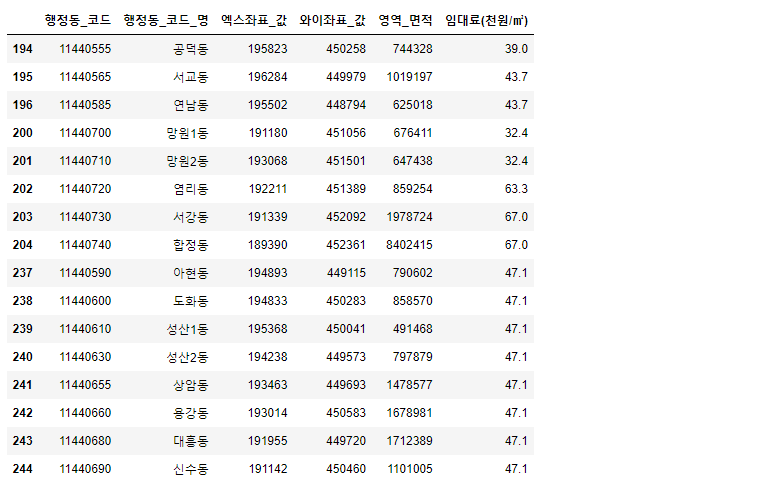 행정동_코드 행정동_코드_명 엑스좌표_값 와이좌표_값 영역_면적 임대료(천원/㎡)
194 11440555 공덕동 195823 450258 744328 39.0
195 11440565 서교동 196284 449979 1019197 43.7
196 11440585 연남동 195502 448794 625018 43.7
200 11440700 망원1동 191180 451056 676411 32.4
201 11440710 망원2동 193068 451501 647438 32.4
202 11440720 염리동 192211 451389 859254 63.3
203 11440730 서강동 191339 452092 1978724 67.0
204 11440740 합정동 189390 452361 8402415 67.0
237 11440590 아현동 194893 449115 790602 47.1
238 11440600 도화동 194833 450283 858570 47.1
239 11440610 성산1동 195368 450041 491468 47.1
240 11440630 성산2동 194238 449573 797879 47.1
241 11440655 상암동 193463 449693 1478577 47.1
242 11440660 용강동 193014 450583 1678981 47.1
243 11440680 대흥동 191955 449720 1712389 47.1
244 11440690 신수동 191142 450460 1101005 47.1